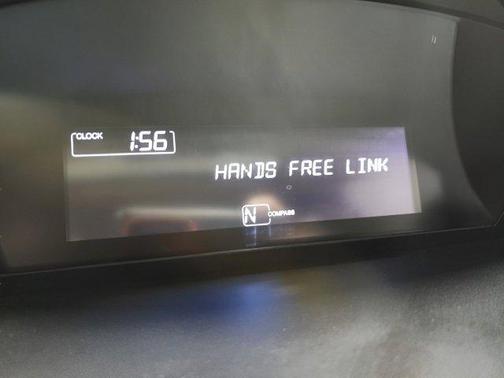 CLOCK 1:56
HANDS FREE LINK
N COMPASS